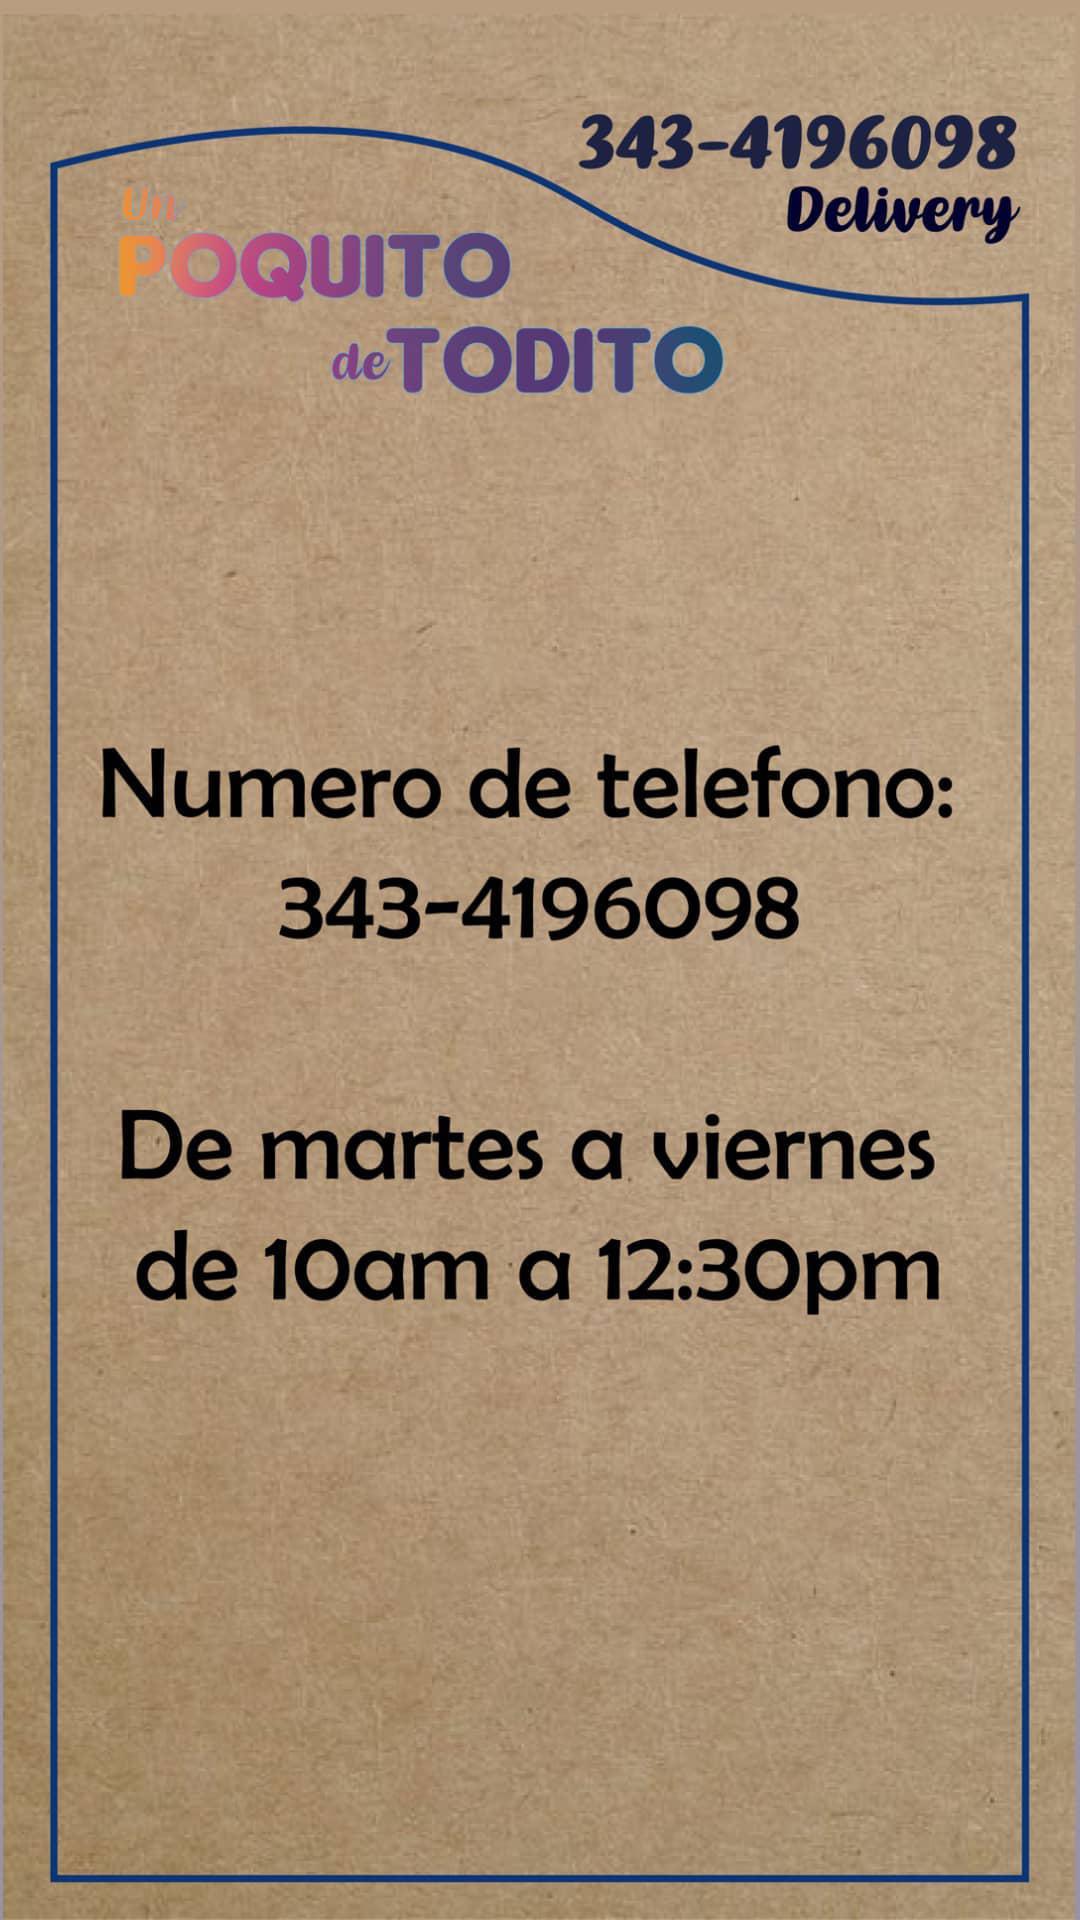 343-4196098
Delivery
Un
POQUITO
de TODITO
Numero de telefono:
343-4196098
De martes a viernes
de 10am a 12:30pm